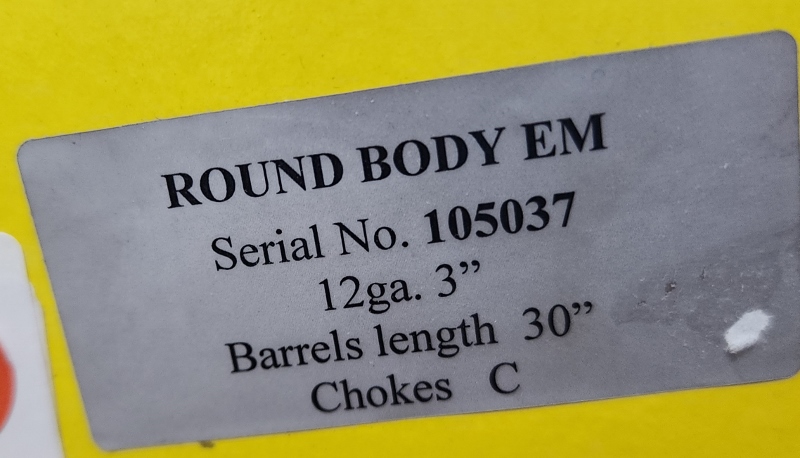 ROUND BODY EM
Serial No. 105037
12ga. 3”
Barrels length 30”
Chokes C